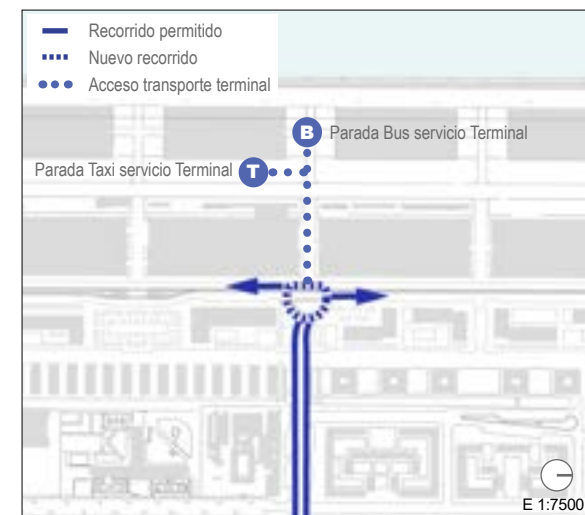 Recorrido permitido
Nuevo recorrido
Acceso transporte terminal
B Parada Bus servicio Terminal
Parada Taxi servicio Terminal T
E 1:7500